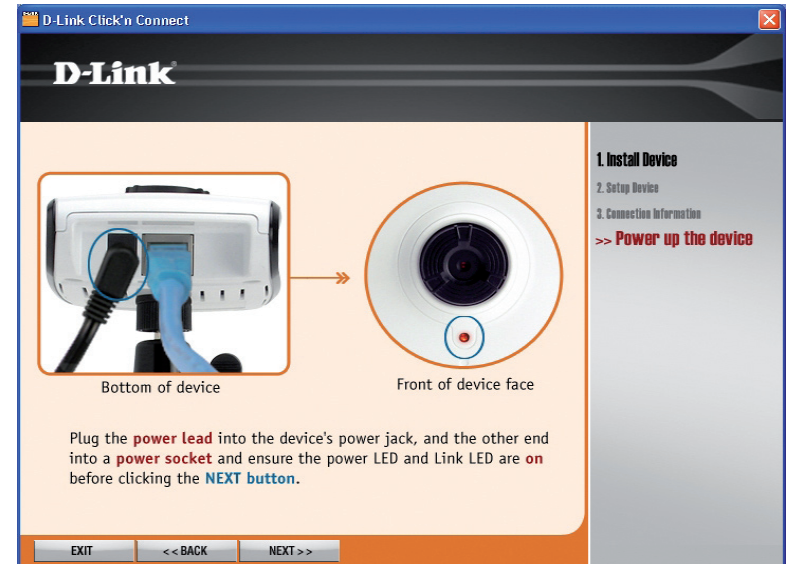 D-Link Click'n Connect
D-Link®
1. Install Device
2. Setup Device
3. Connection Information
>> Power up the device
Bottom of device
Front of device face
Plug the power lead into the device's power jack, and the other end
into a power socket and ensure the power LED and Link LED are on
before clicking the NEXT button.
EXIT
<< BACK
NEXT >>